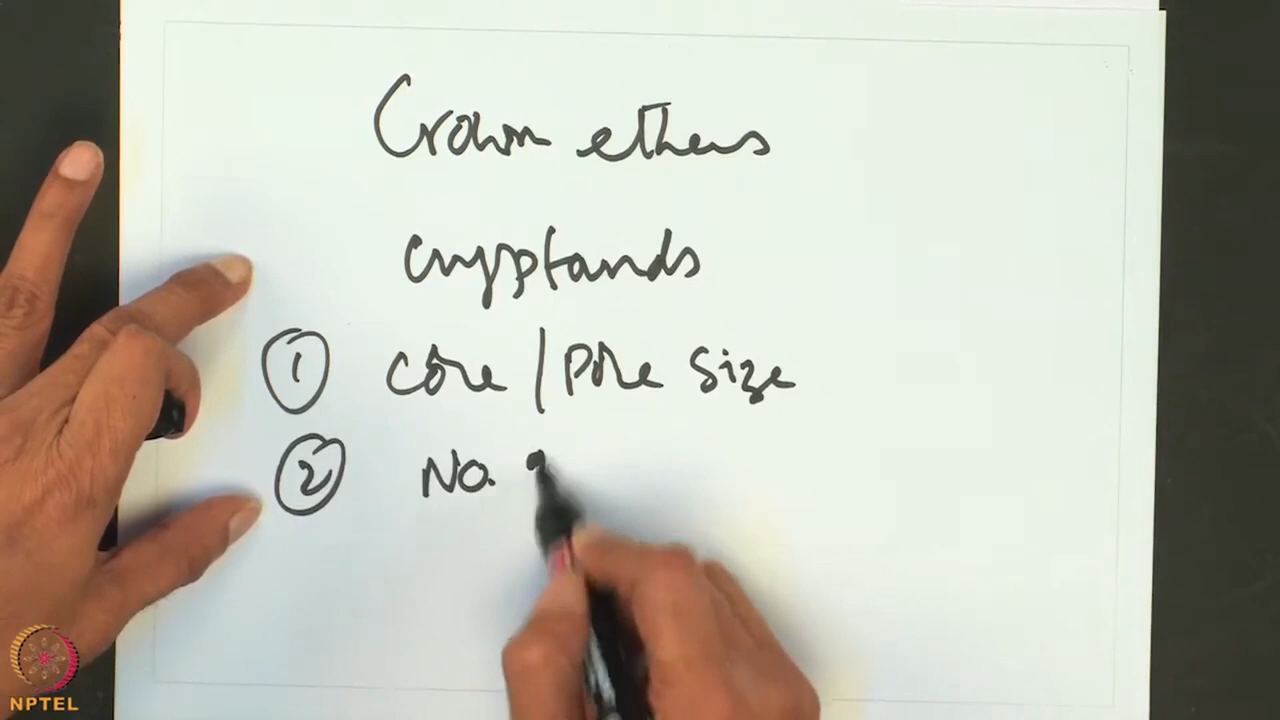 Crown ethers
cryptands
① Core / Pore size
② No.
NPTEL